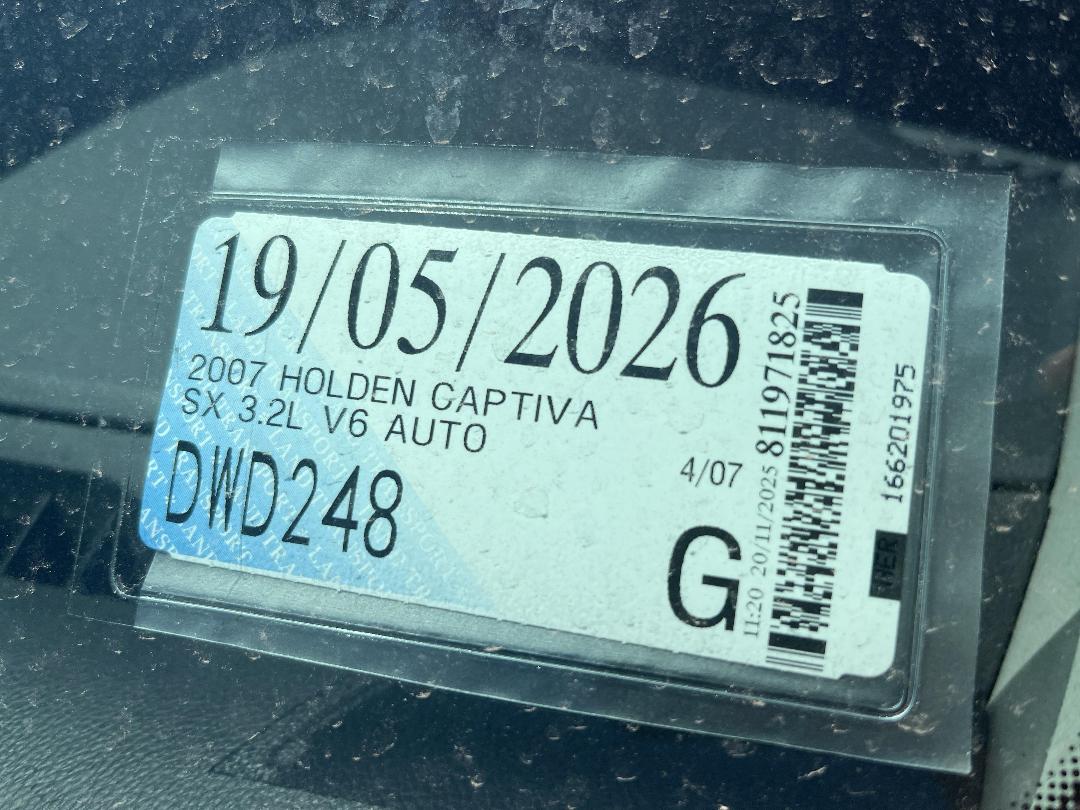 19/05/2026
2007 HOLDEN CAPTIVA
SX 3.2L V6 AUTO
DWD248
4/07
G
11:20 20/11/2025 811971825
166201975